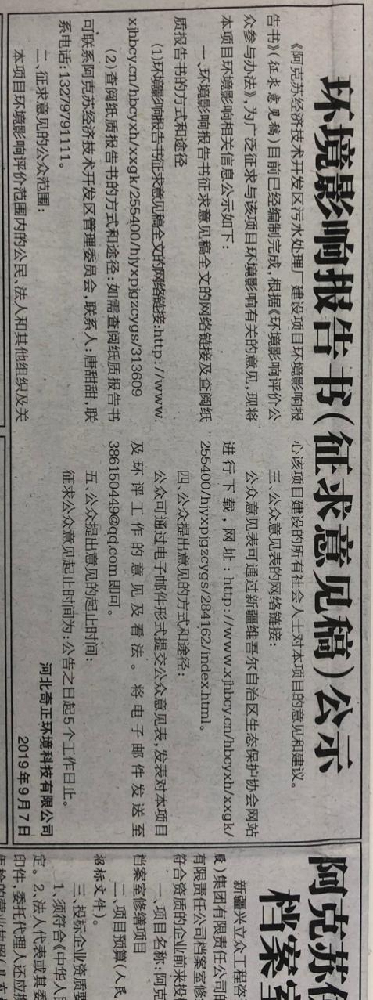 环境影响报告书(征求意见稿)公示
《阿克苏经济技术开发区污水处理厂建设项目环境影响报
告书》(征求意见稿)目前已经编制完成,根据《环境影响评价公
众参与办法》,为广泛征求与该项目环境影响有关的意见,现将
本项目环境影响相关信息公示如下:
一、环境影响报告书征求意见稿全文的网络链接及查阅纸
质报告书的方式和途径
(1)环境影响报告书征求意见稿全文的网络链接:http://www.
xjhbcy.cn/hbcyxh/xxgk/255400/hjyxpjgzcygs/313609
(2)查阅纸质报告书的方式和途径:如需查阅纸质报告书
可联系阿克苏经济技术开发区管理委员会,联系人:唐甜甜,联
系电话:13279791111。
二、征求意见的公众范围:
本项目环境影响评价范围内的公民、法人和其他组织及关
心该项目建设的所有社会人士对本项目的意见和建议。
三、公众意见表的网络链接:
公众意见表可通过新疆维吾尔自治区生态保护协会网站
进行下载,网址:http://www.xjhbcy.cn/hbcyxh/xxgk/
255400/hjyxpjgzcygs/284162/index.html。
四、公众提出意见的方式和途径:
公众可通过电子邮件形式提交公众意见表,发表对本项目
及环评工作的意见及看法。将电子邮件发送至
386150449@qq.com即可。
五、公众提出意见的起止时间:
征求公众意见起止时间为:公告之日起5个工作日止。
河北奇正环境科技有限公司
2019年9月7日
阿克苏
档案室
新疆兴立众工程咨
)集团有限责任公司
有限责任公司档案室修
符合资质的企业前来投
一、项目名称:阿克
档案室修缮项目
二、项目预算(人民
招标文件)。
三、投标企业资质要
1、须符合《中华人民
定。2、法人代表或其委
印件,委托代理人还应